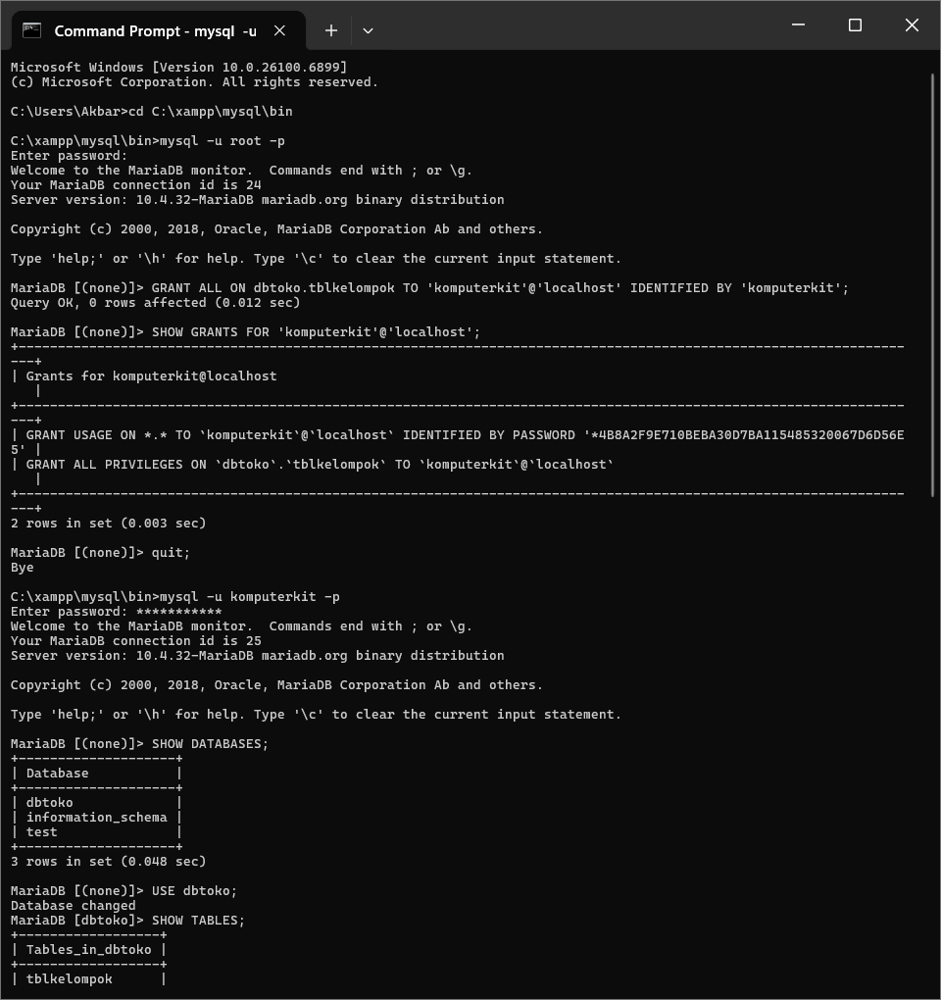 Command Prompt - mysql  -u
Microsoft Windows [Version 10.0.26100.6899]
(c) Microsoft Corporation. All rights reserved.
C:\Users\Akbar>cd C:\xampp\mysql\bin
C:\xampp\mysql\bin>mysql -u root -p
Enter password:
Welcome to the MariaDB monitor.  Commands end with ; or \g.
Your MariaDB connection id is 24
Server version: 10.4.32-MariaDB mariadb.org binary distribution
Copyright (c) 2000, 2018, Oracle, MariaDB Corporation Ab and others.
Type 'help;' or '\h' for help. Type '\c' to clear the current input statement.
MariaDB [(none)]> GRANT ALL ON dbtoko.tblkelompok TO 'komputerkit'@'localhost' IDENTIFIED BY 'komputerkit';
Query OK, 0 rows affected (0.012 sec)
MariaDB [(none)]> SHOW GRANTS FOR 'komputerkit'@'localhost';
+-----------------------------------------------------------------------------------------------------------------
---+
| Grants for komputerkit@localhost
   |
+-----------------------------------------------------------------------------------------------------------------
---+
| GRANT USAGE ON *.* TO `komputerkit`@`localhost` IDENTIFIED BY PASSWORD '*4B8A2F9E710BEBA30D7BA115485320067D6D56E
5' |
| GRANT ALL PRIVILEGES ON `dbtoko`.`tblkelompok` TO `komputerkit`@`localhost`
   |
+-----------------------------------------------------------------------------------------------------------------
---+
2 rows in set (0.003 sec)
MariaDB [(none)]> quit;
Bye
C:\xampp\mysql\bin>mysql -u komputerkit -p
Enter password: ***********
Welcome to the MariaDB monitor.  Commands end with ; or \g.
Your MariaDB connection id is 25
Server version: 10.4.32-MariaDB mariadb.org binary distribution
Copyright (c) 2000, 2018, Oracle, MariaDB Corporation Ab and others.
Type 'help;' or '\h' for help. Type '\c' to clear the current input statement.
MariaDB [(none)]> SHOW DATABASES;
+--------------------+
| Database           |
+--------------------+
| dbtoko             |
| information_schema |
| test               |
+--------------------+
3 rows in set (0.048 sec)
MariaDB [(none)]> USE dbtoko;
Database changed
MariaDB [dbtoko]> SHOW TABLES;
+------------------+
| Tables_in_dbtoko |
+------------------+
| tblkelompok      |